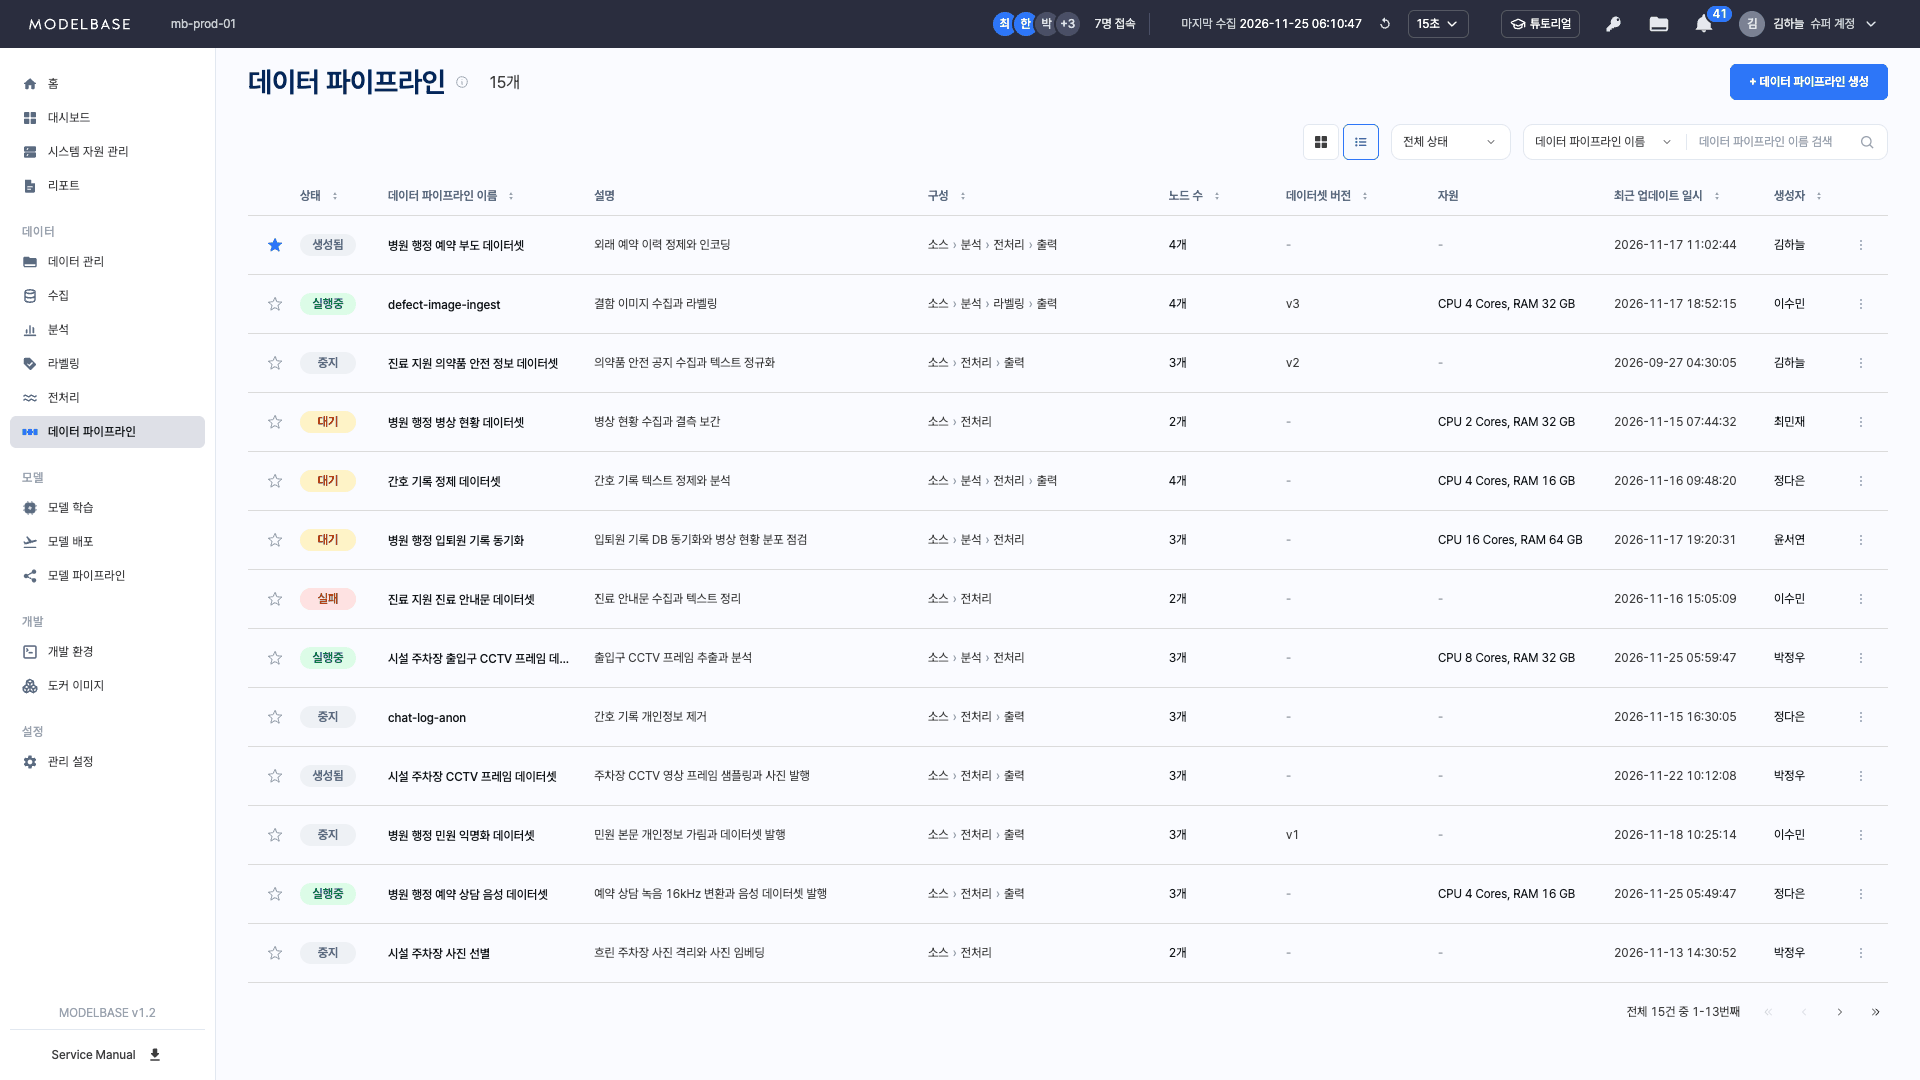 MODELBASE mb-prod-01 최 한 박 +3 7명 접속 마지막 수집 2026-11-25 06:10:47 15초 튜토리얼 41 김 김하늘 슈퍼 계정
홈
대시보드
시스템 자원 관리
리포트
데이터
데이터 관리
수집
분석
라벨링
전처리
데이터 파이프라인
모델
모델 학습
모델 배포
모델 파이프라인
개발
개발 환경
도커 이미지
설정
관리 설정
MODELBASE v1.2
Service Manual
데이터 파이프라인 15개 + 데이터 파이프라인 생성
전체 상태 데이터 파이프라인 이름 데이터 파이프라인 이름 검색
상태 데이터 파이프라인 이름 설명 구성 노드 수 데이터셋 버전 자원 최근 업데이트 일시 생성자
생성됨 병원 행정 예약 부도 데이터셋 외래 예약 이력 정제와 인코딩 소스 › 분석 › 전처리 › 출력 4개 - - 2026-11-17 11:02:44 김하늘
실행중 defect-image-ingest 결함 이미지 수집과 라벨링 소스 › 분석 › 라벨링 › 출력 4개 v3 CPU 4 Cores, RAM 32 GB 2026-11-17 18:52:15 이수민
중지 진료 지원 의약품 안전 정보 데이터셋 의약품 안전 공지 수집과 텍스트 정규화 소스 › 전처리 › 출력 3개 v2 - 2026-09-27 04:30:05 김하늘
대기 병원 행정 병상 현황 데이터셋 병상 현황 수집과 결측 보간 소스 › 전처리 2개 - CPU 2 Cores, RAM 32 GB 2026-11-15 07:44:32 최민재
대기 간호 기록 정제 데이터셋 간호 기록 텍스트 정제와 분석 소스 › 분석 › 전처리 › 출력 4개 - CPU 4 Cores, RAM 16 GB 2026-11-16 09:48:20 정다은
대기 병원 행정 입퇴원 기록 동기화 입퇴원 기록 DB 동기화와 병상 현황 분포 점검 소스 › 분석 › 전처리 3개 - CPU 16 Cores, RAM 64 GB 2026-11-17 19:20:31 윤서연
실패 진료 지원 진료 안내문 데이터셋 진료 안내문 수집과 텍스트 정리 소스 › 전처리 2개 - - 2026-11-16 15:05:09 이수민
실행중 시설 주차장 출입구 CCTV 프레임 데... 출입구 CCTV 프레임 추출과 분석 소스 › 분석 › 전처리 3개 - CPU 8 Cores, RAM 32 GB 2026-11-25 05:59:47 박정우
중지 chat-log-anon 간호 기록 개인정보 제거 소스 › 전처리 › 출력 3개 - - 2026-11-15 16:30:05 정다은
생성됨 시설 주차장 CCTV 프레임 데이터셋 주차장 CCTV 영상 프레임 샘플링과 사진 발행 소스 › 전처리 › 출력 3개 - - 2026-11-22 10:12:08 박정우
중지 병원 행정 민원 익명화 데이터셋 민원 본문 개인정보 가림과 데이터셋 발행 소스 › 전처리 › 출력 3개 v1 - 2026-11-18 10:25:14 이수민
실행중 병원 행정 예약 상담 음성 데이터셋 예약 상담 녹음 16kHz 변환과 음성 데이터셋 발행 소스 › 전처리 › 출력 3개 - CPU 4 Cores, RAM 16 GB 2026-11-25 05:49:47 정다은
중지 시설 주차장 사진 선별 흐린 주차장 사진 격리와 사진 임베딩 소스 › 전처리 2개 - - 2026-11-13 14:30:52 박정우
전체 15건 중 1-13번째